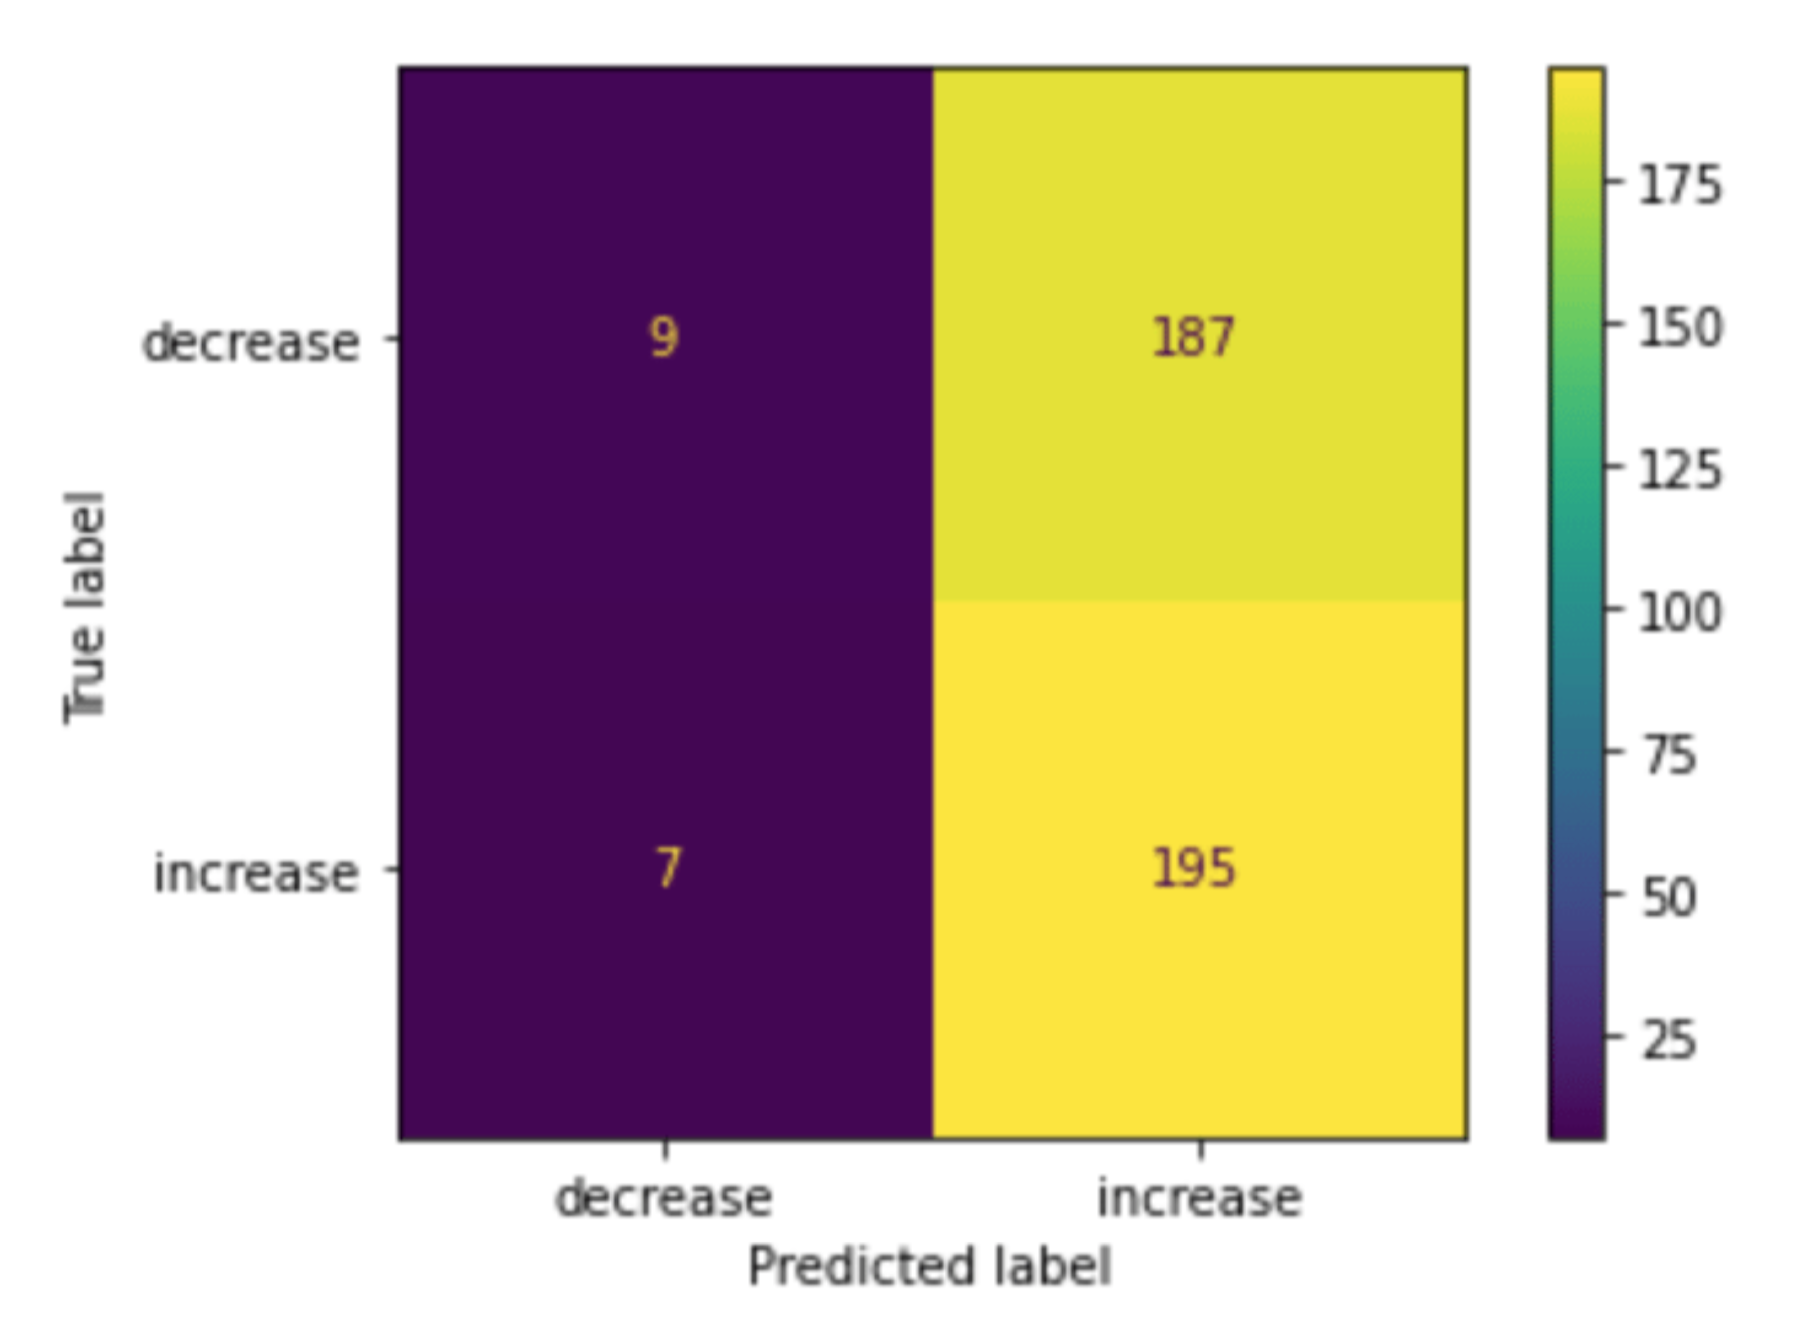 175
decrease 9 187
150
125
True label
100
75
increase 7 195
50
25
decrease increase
Predicted label